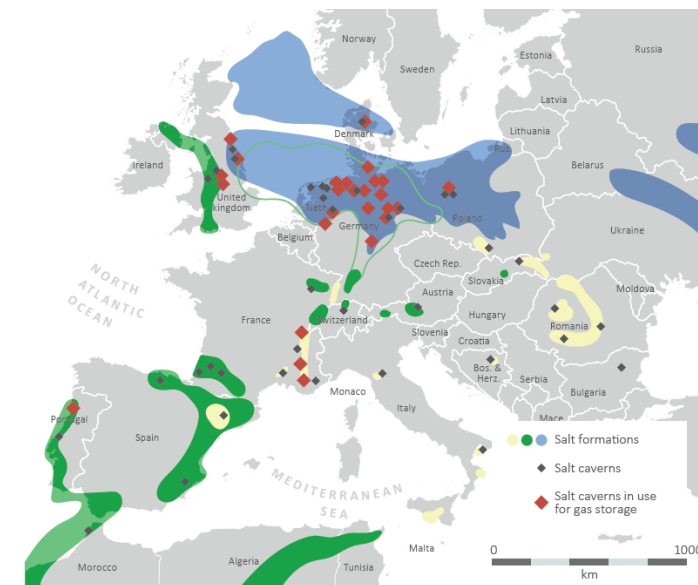 Norway
Sweden
Estonia
Russia
Latvia
Denmark
Lithuania
Rus.
Ireland
Belarus
United
kingdom
Neth.
Poland
Germany
Belgium
Ukraine
Czech Rep.
NORTH
ATLANTIC
OCEAN
Slovakia
Austria
Moldova
France
Switzerland
Hungary
Romania
Slovenia
Croatia
Bos. &
Herz.
Serbia
Monaco
Bulgaria
Italy
Portugal
Spain
Mace.
Salt formations
Salt caverns
Salt caverns in use
for gas storage
MEDITERRANEAN
SEA
Malta
0
1000
km
Morocco
Algeria
Tunisia